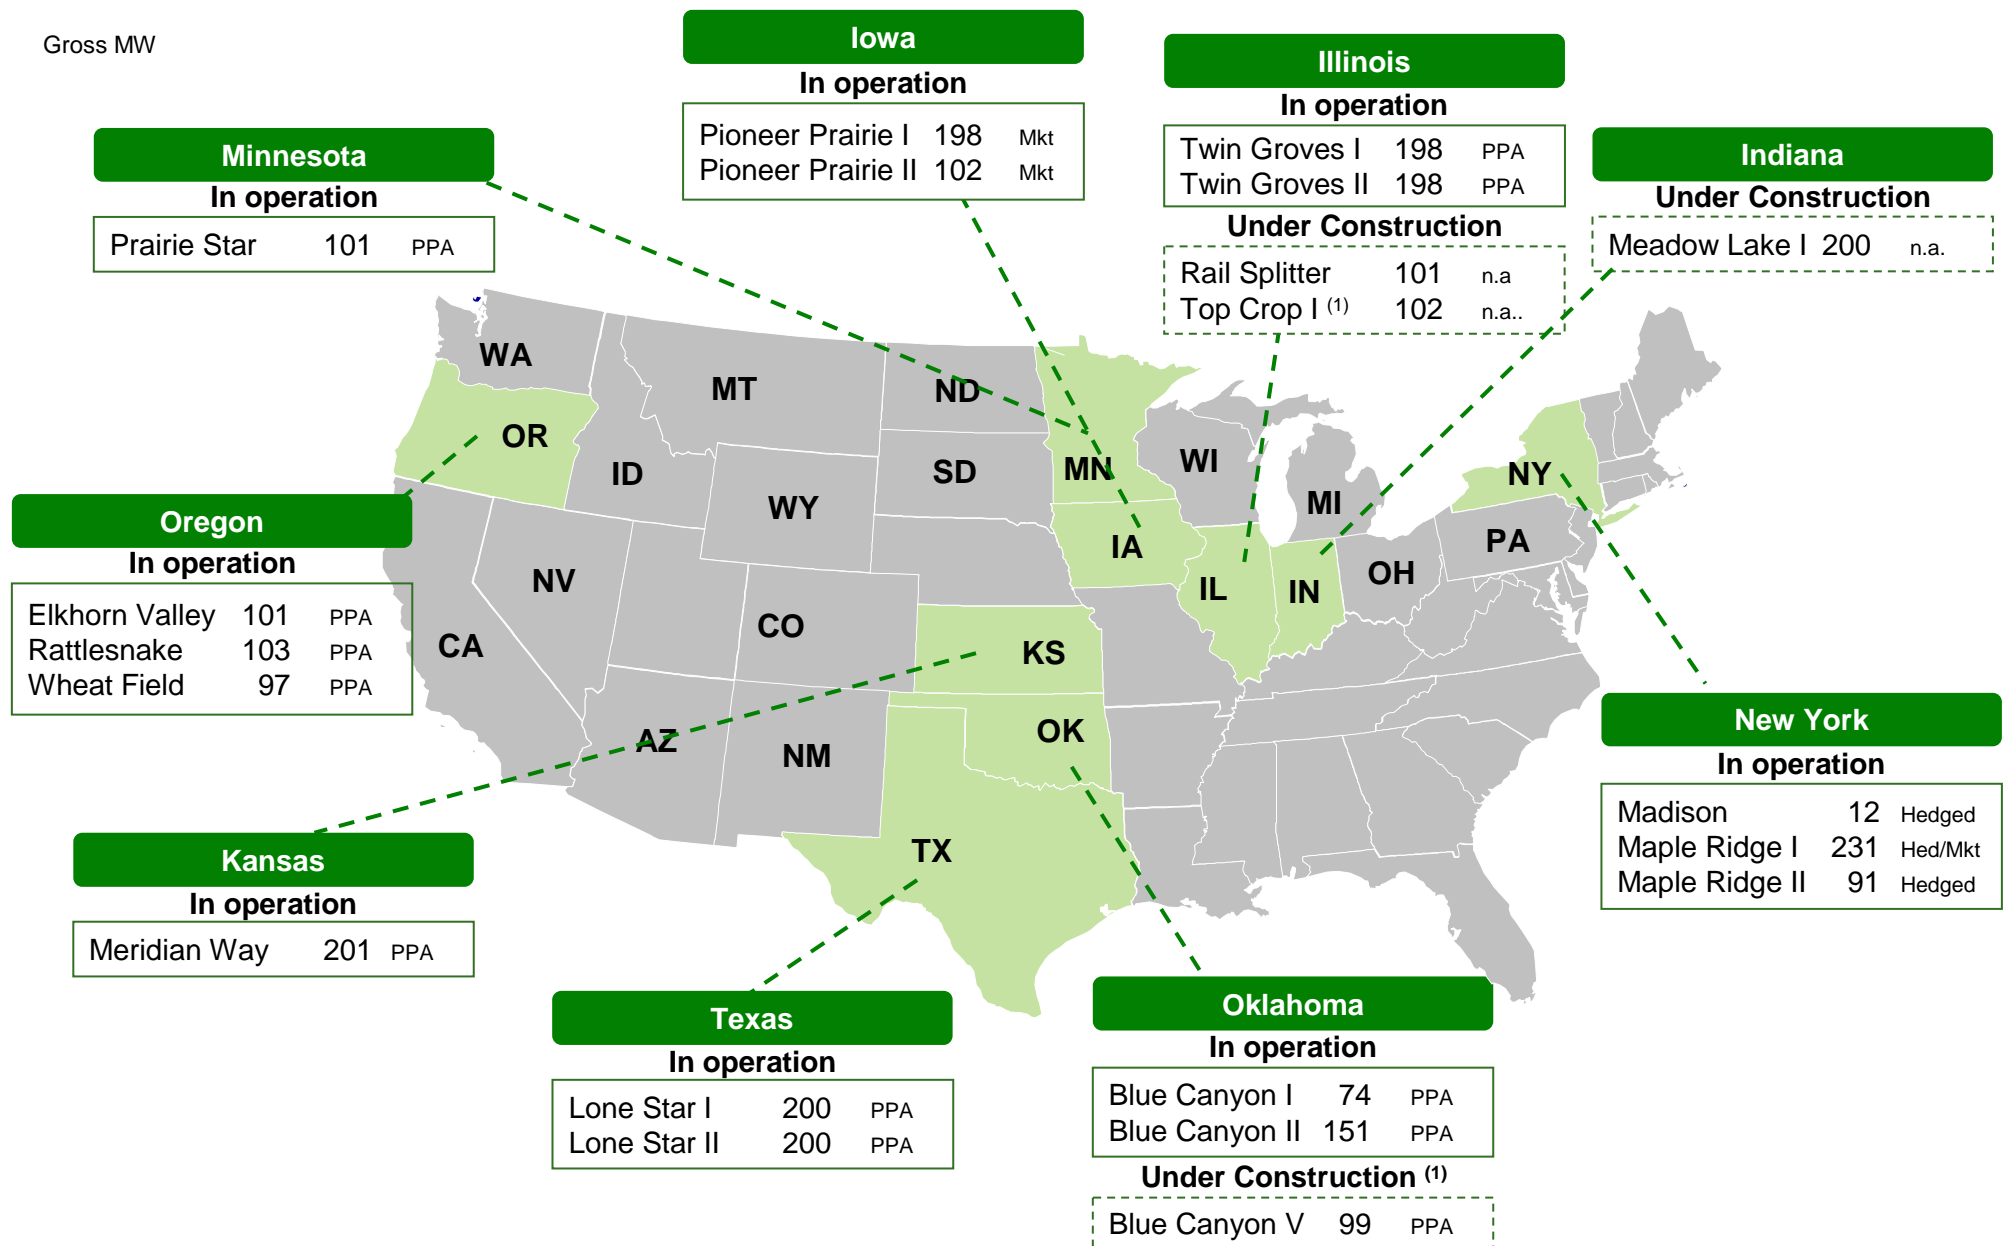 Gross MW
Iowa
In operation
Pioneer Prairie I 198 Mkt
Pioneer Prairie II 102 Mkt
Illinois
In operation
Twin Groves I 198 PPA
Twin Groves II 198 PPA
Under Construction
Rail Splitter 101 n.a
Top Crop I (1) 102 n.a..
Indiana
Under Construction
Meadow Lake I 200 n.a.
Minnesota
In operation
Prairie Star 101 PPA
WA
MT
ND
OR
ID
SD
MN
WI
MI
NY
WY
IA
PA
NV
IL
IN
OH
CO
CA
KS
AZ
NM
OK
TX
Oregon
In operation
Elkhorn Valley 101 PPA
Rattlesnake 103 PPA
Wheat Field 97 PPA
New York
In operation
Madison 12 Hedged
Maple Ridge I 231 Hed/Mkt
Maple Ridge II 91 Hedged
Kansas
In operation
Meridian Way 201 PPA
Texas
In operation
Lone Star I 200 PPA
Lone Star II 200 PPA
Oklahoma
In operation
Blue Canyon I 74 PPA
Blue Canyon II 151 PPA
Under Construction (1)
Blue Canyon V 99 PPA